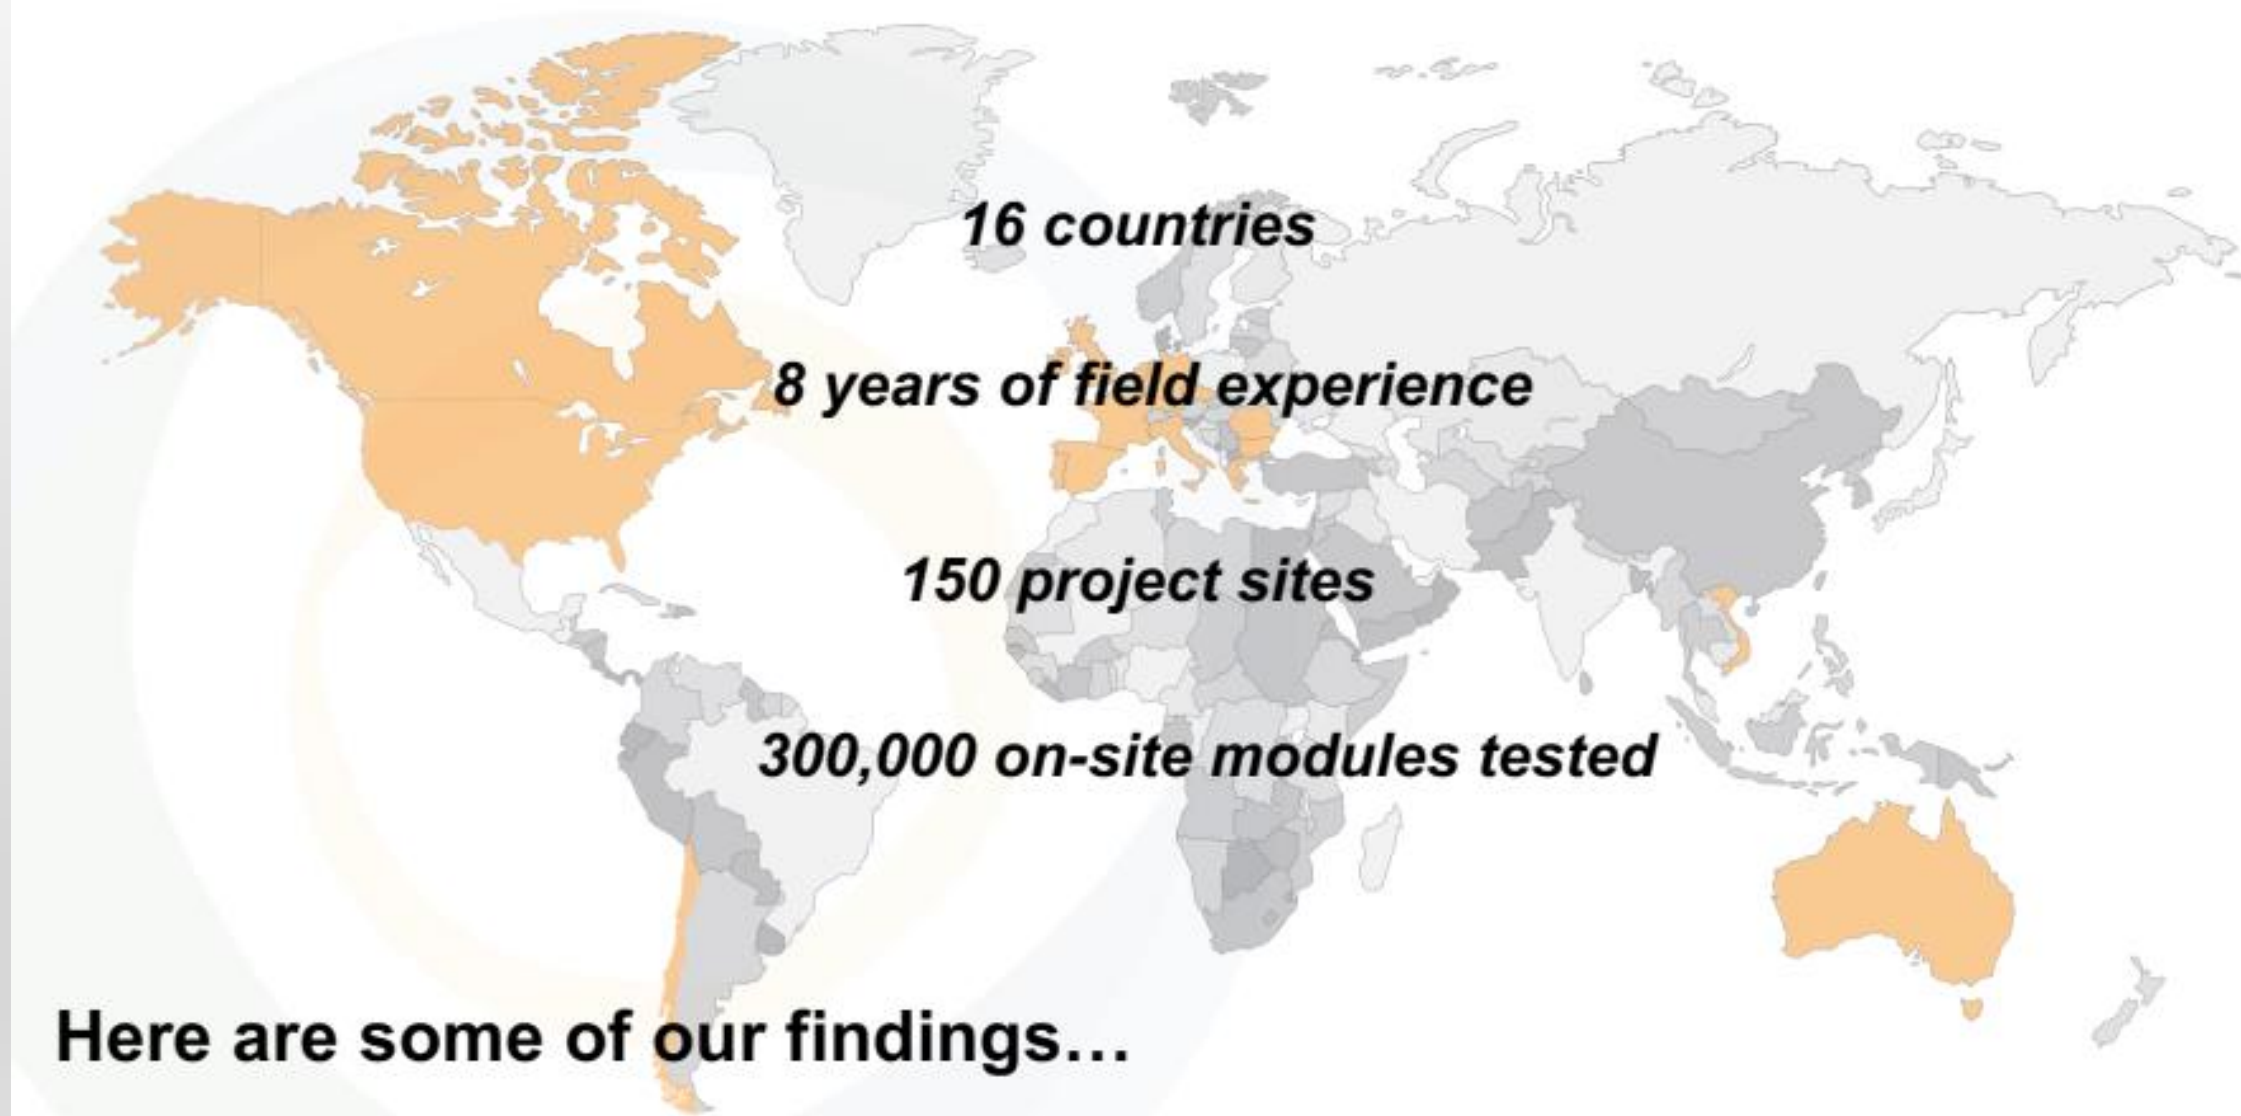 16 countries
8 years of field experience
150 project sites
300,000 on-site modules tested
Here are some of our findings…